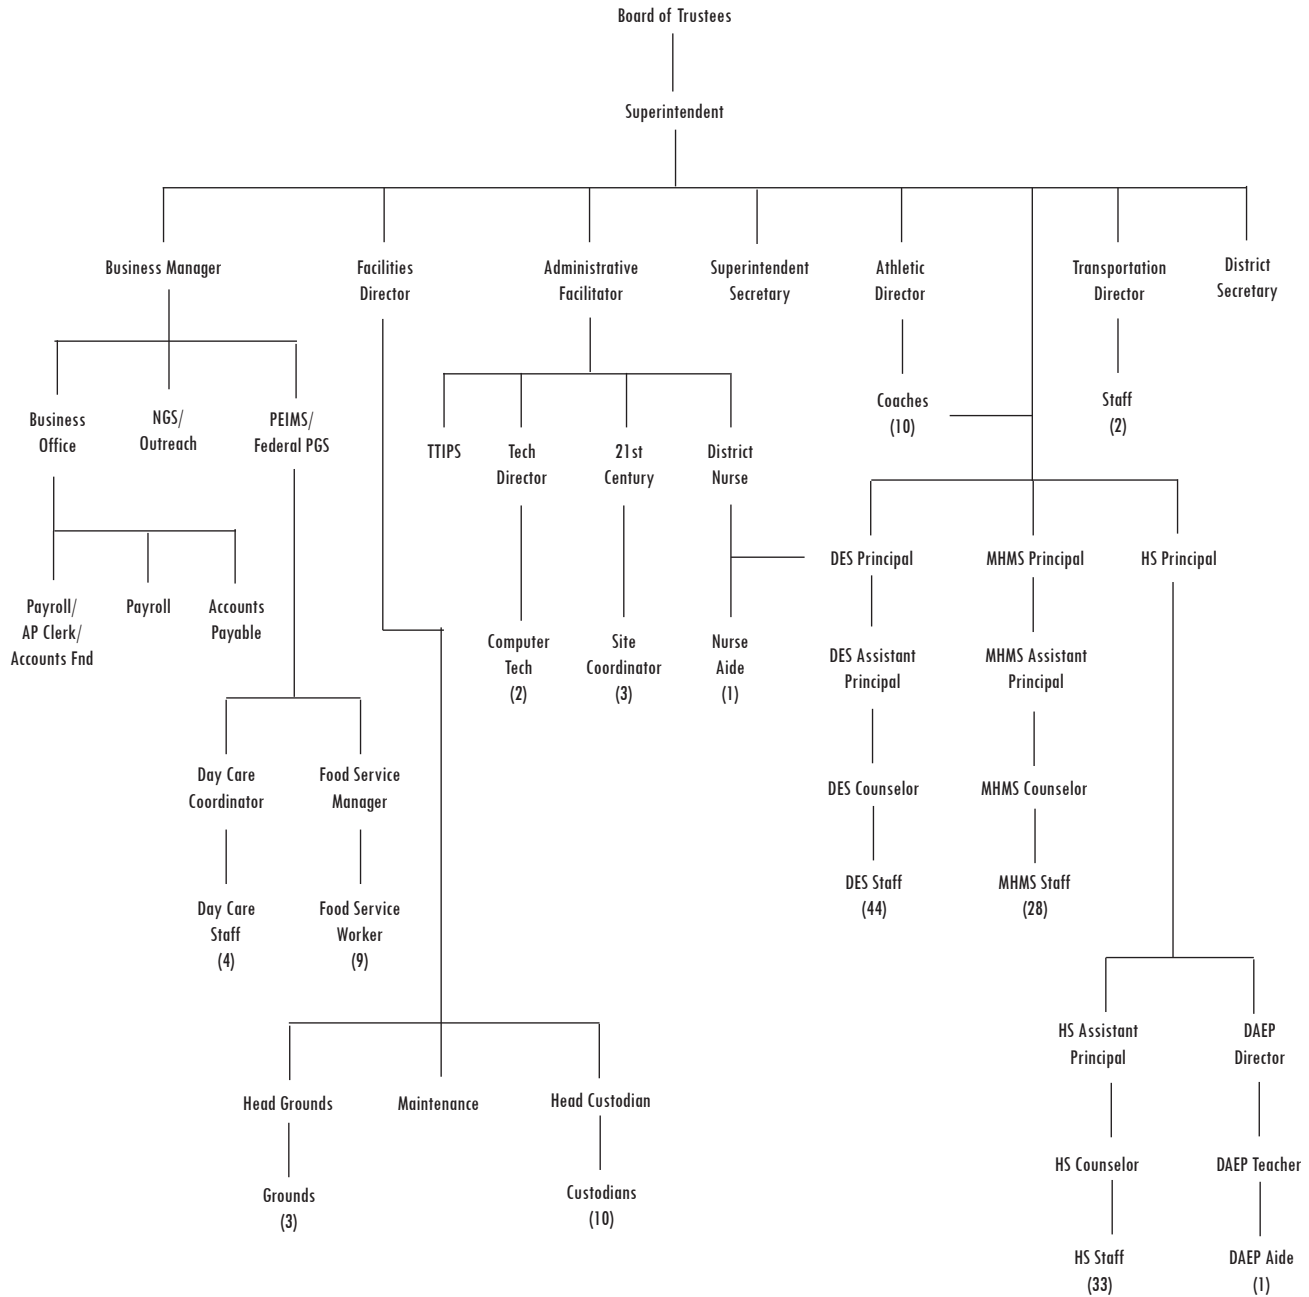 Board of Trustees
Superintendent
Business Manager
Facilities
Director
Administrative
Facilitator
Superintendent
Secretary
Athletic
Director
Transportation
Director
District
Secretary
Business
Office
NGS/
Outreach
PEIMS/
Federal PGS
TTIPS
Tech
Director
21st
Century
District
Nurse
Coaches
(10)
Staff
(2)
Payroll/
AP Clerk/
Accounts Fnd
Payroll
Accounts
Payable
Computer
Tech
(2)
Site
Coordinator
(3)
Nurse
Aide
(1)
DES Principal
MHMS Principal
HS Principal
DES Assistant
Principal
MHMS Assistant
Principal
Day Care
Coordinator
Food Service
Manager
DES Counselor
MHMS Counselor
Day Care
Staff
(4)
Food Service
Worker
(9)
DES Staff
(44)
MHMS Staff
(28)
HS Assistant
Principal
DAEP
Director
Head Grounds
Maintenance
Head Custodian
HS Counselor
DAEP Teacher
Grounds
(3)
Custodians
(10)
HS Staff
(33)
DAEP Aide
(1)